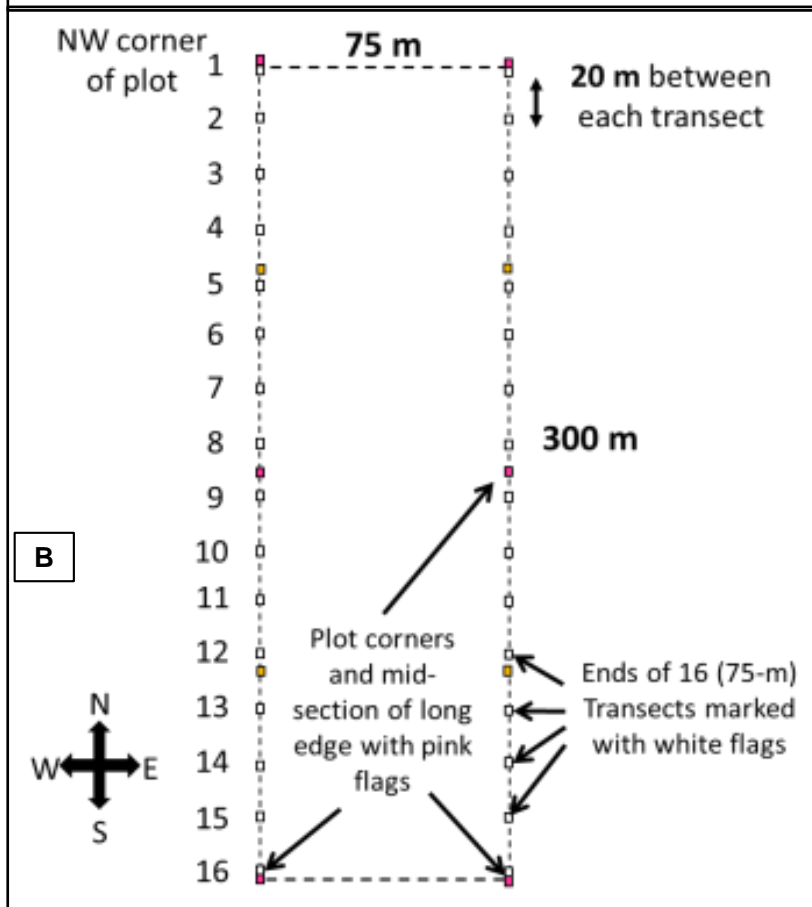 NW corner
of plot
75 m
20 m between
each transect
1
2
3
4
5
6
7
8
300 m
9
B
10
11
12
13
14
15
16
Plot corners
and mid-
section of long
edge with pink
flags
Ends of 16 (75-m)
Transects marked
with white flags
N
W
E
S